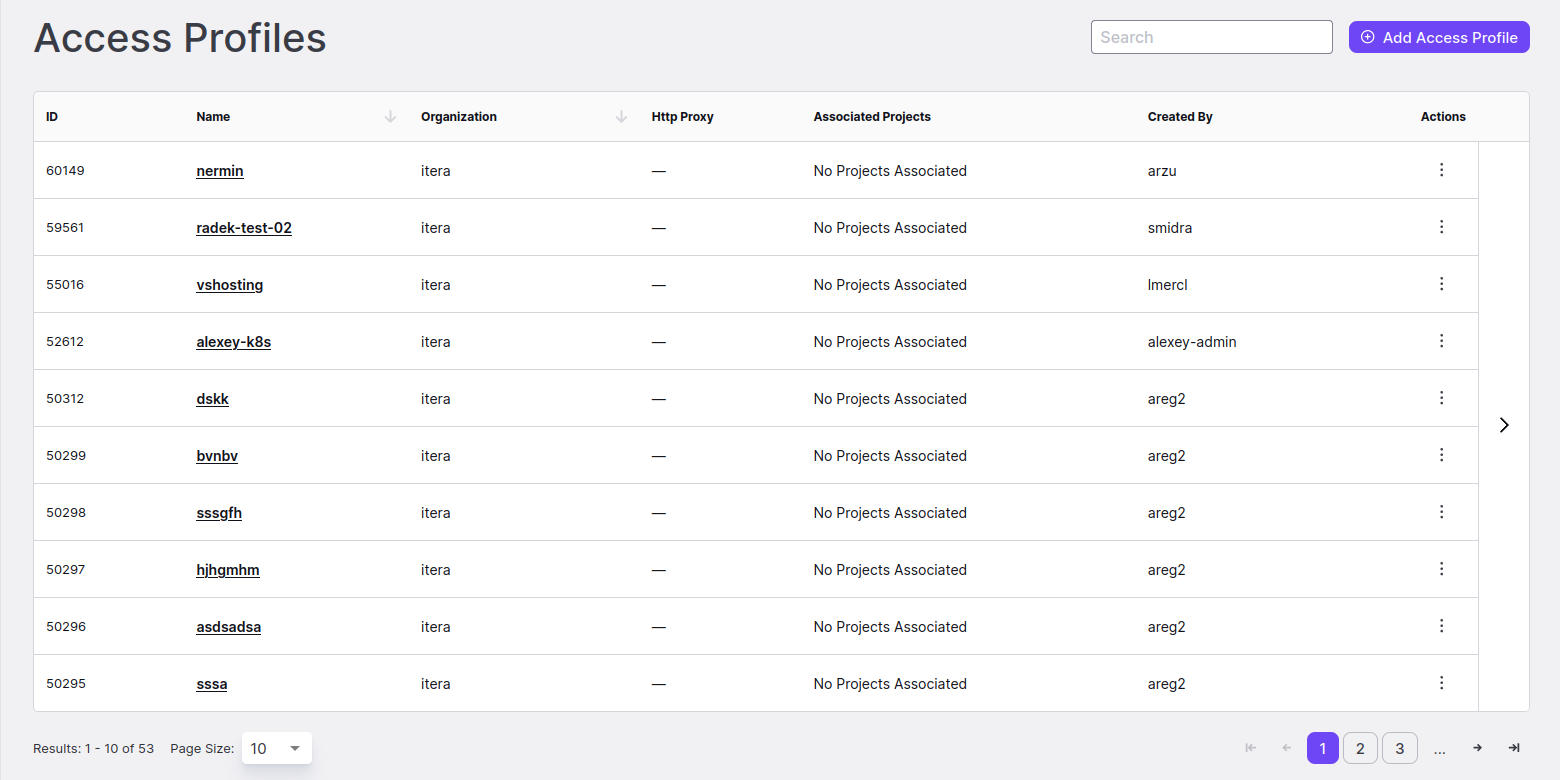 Access Profiles
Search
Add Access Profile
ID Name Organization Http Proxy Associated Projects Created By Actions
60149 nermin itera — No Projects Associated arzu
59561 radek-test-02 itera — No Projects Associated smidra
55016 vshosting itera — No Projects Associated lmercl
52612 alexey-k8s itera — No Projects Associated alexey-admin
50312 dskk itera — No Projects Associated areg2
50299 bvnbv itera — No Projects Associated areg2
50298 sssgfh itera — No Projects Associated areg2
50297 hjhgmhm itera — No Projects Associated areg2
50296 asdsadsa itera — No Projects Associated areg2
50295 sssa itera — No Projects Associated areg2
Results: 1 - 10 of 53 Page Size: 10 1 2 3 ...